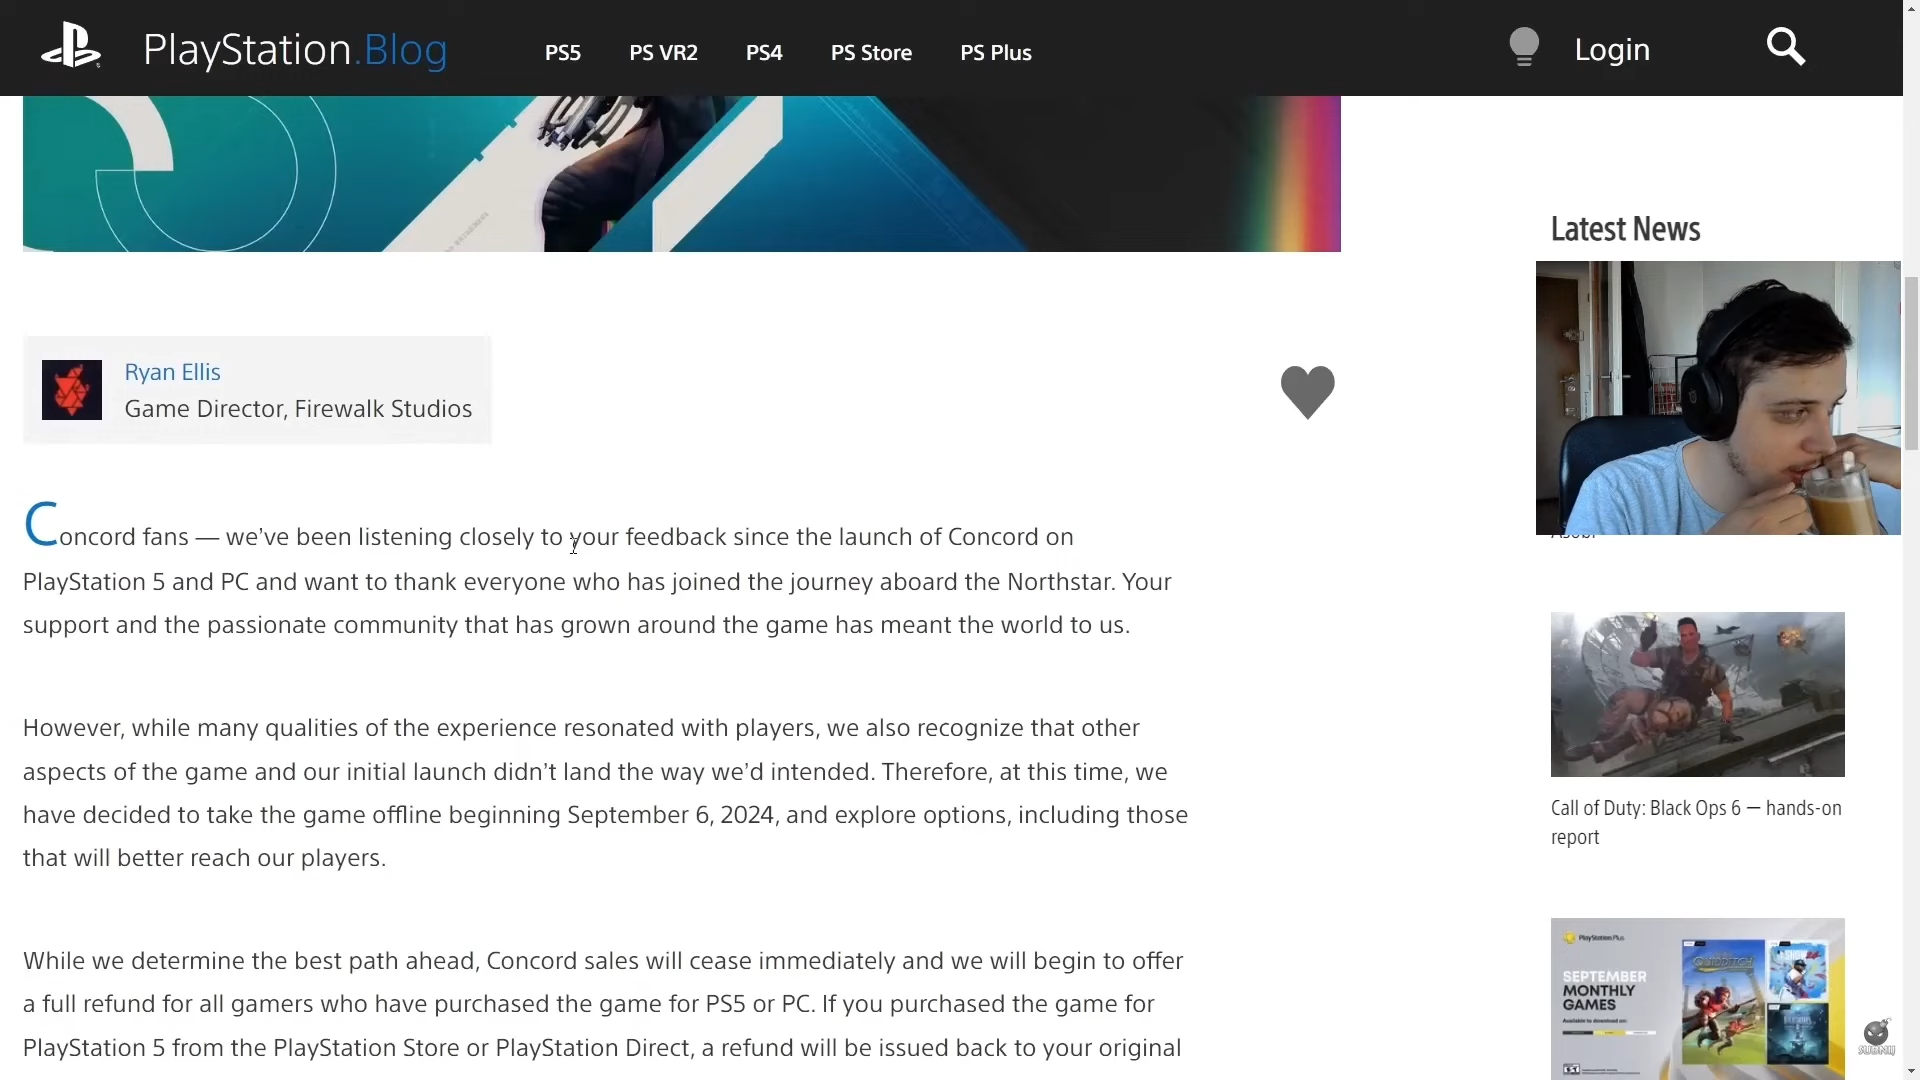 PlayStation.Blog
PS5
PS VR2
PS4
PS Store
PS Plus
Login
Latest News
Ryan Ellis
Game Director, Firewalk Studios
Concord fans — we’ve been listening closely to your feedback since the launch of Concord on
PlayStation 5 and PC and want to thank everyone who has joined the journey aboard the Northstar. Your
support and the passionate community that has grown around the game has meant the world to us.
However, while many qualities of the experience resonated with players, we also recognize that other
aspects of the game and our initial launch didn’t land the way we’d intended. Therefore, at this time, we
have decided to take the game offline beginning September 6, 2024, and explore options, including those
that will better reach our players.
While we determine the best path ahead, Concord sales will cease immediately and we will begin to offer
a full refund for all gamers who have purchased the game for PS5 or PC. If you purchased the game for
PlayStation 5 from the PlayStation Store or PlayStation Direct, a refund will be issued back to your original
Call of Duty: Black Ops 6 — hands-on
report
PlayStation Plus
SEPTEMBER
MONTHLY
GAMES